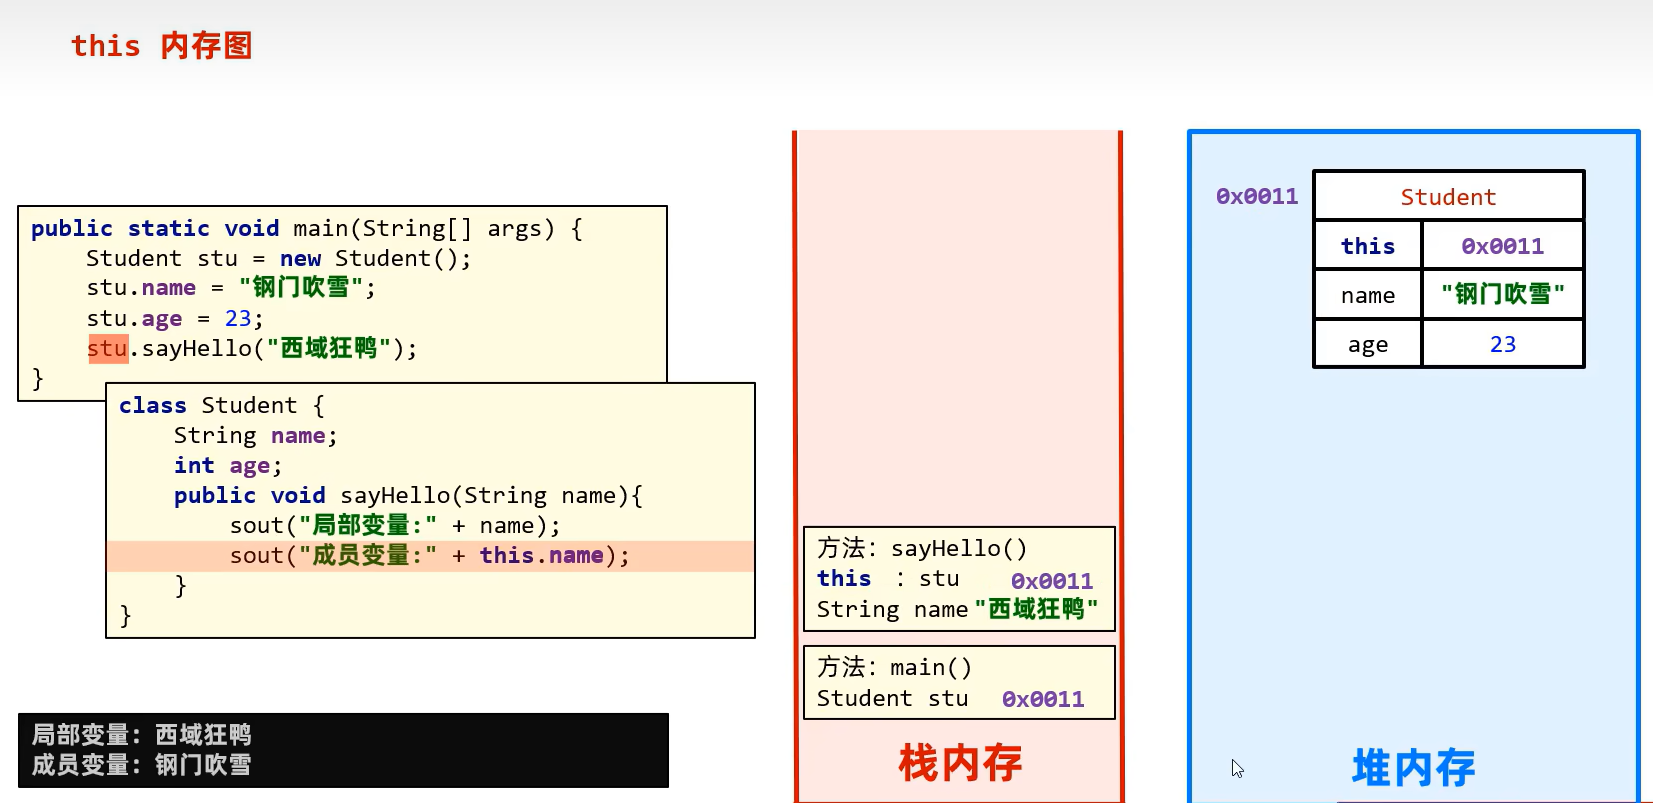 this 内存图
public static void main(String[] args) {
Student stu = new Student();
stu.name = "钢门吹雪";
stu.age = 23;
stu.sayHello("西域狂鸭");
}
class Student {
String name;
int age;
public void sayHello(String name){
sout("局部变量:" + name);
sout("成员变量:" + this.name);
}
}
局部变量: 西域狂鸭
成员变量: 钢门吹雪
方法: sayHello()
this : stu 0x0011
String name "西域狂鸭"
方法: main()
Student stu 0x0011
栈内存
0x0011 Student
this 0x0011
name "钢门吹雪"
age 23
堆内存